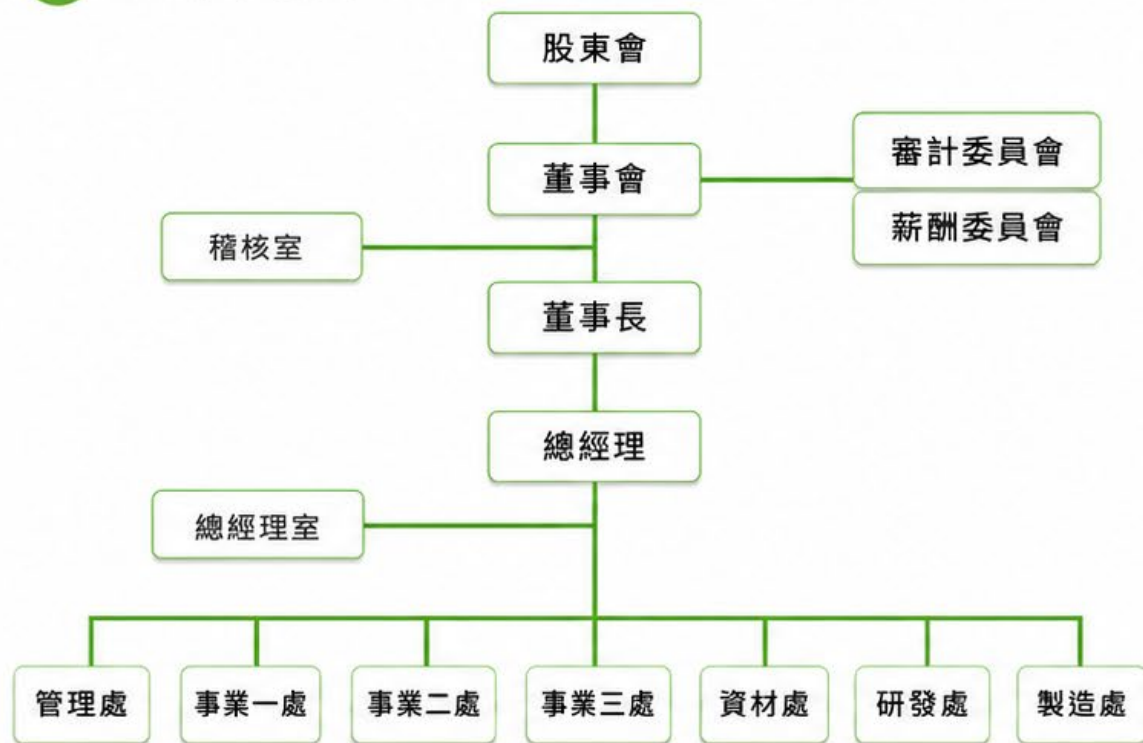 股東會
董事會
審計委員會
薪酬委員會
稽核室
董事長
總經理
總經理室
管理處
事業一處
事業二處
事業三處
資材處
研發處
製造處